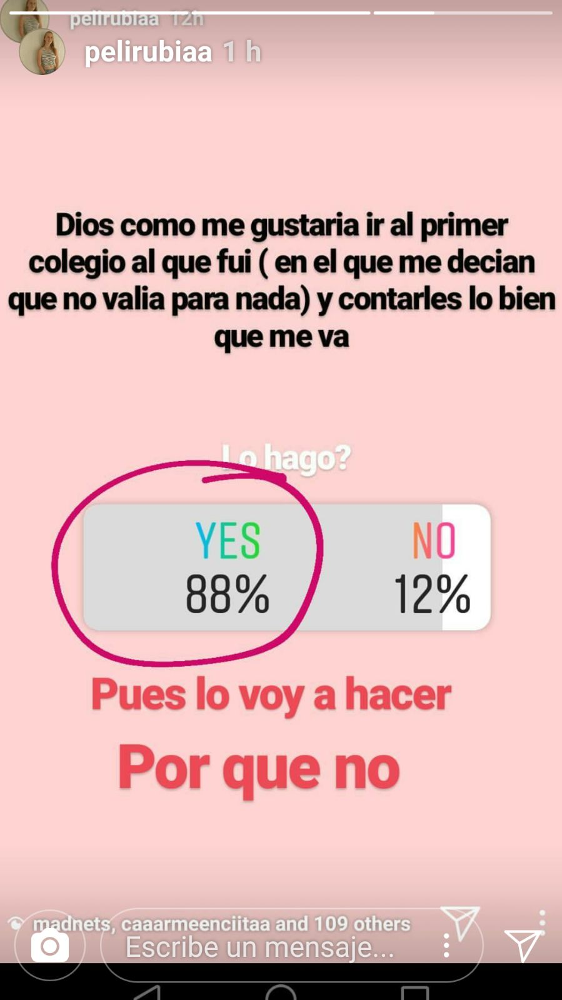 pelirubiaa 12h
pelirubiaa 1 h
Dios como me gustaria ir al primer
colegio al que fui ( en el que me decian
que no valia para nada) y contarles lo bien
que me va
Lo hago?
YES NO
88% 12%
Pues lo voy a hacer
Por que no
madnets, caaarmeenciitaa and 109 others
Escribe un mensaje...